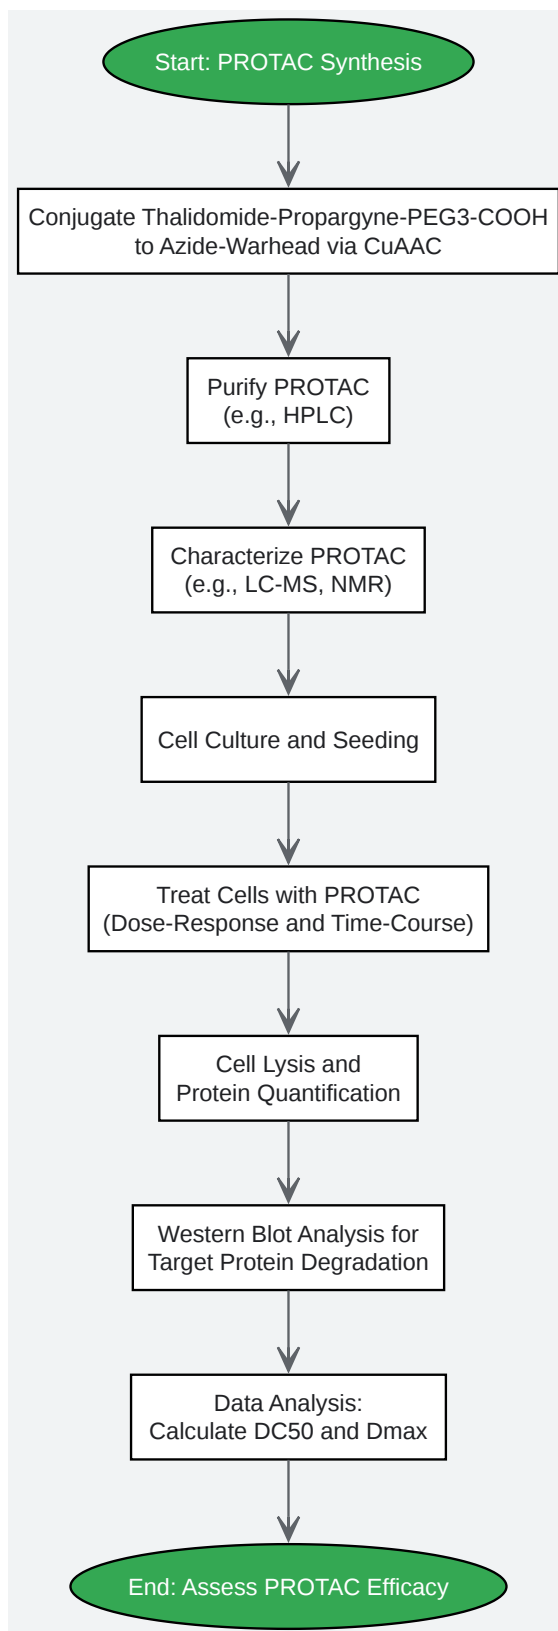 Start: PROTAC Synthesis
Conjugate Thalidomide-Propargyne-PEG3-COOH
to Azide-Warhead via CuAAC
Purify PROTAC
(e.g., HPLC)
Characterize PROTAC
(e.g., LC-MS, NMR)
Cell Culture and Seeding
Treat Cells with PROTAC
(Dose-Response and Time-Course)
Cell Lysis and
Protein Quantification
Western Blot Analysis for
Target Protein Degradation
Data Analysis:
Calculate DC50 and Dmax
End: Assess PROTAC Efficacy